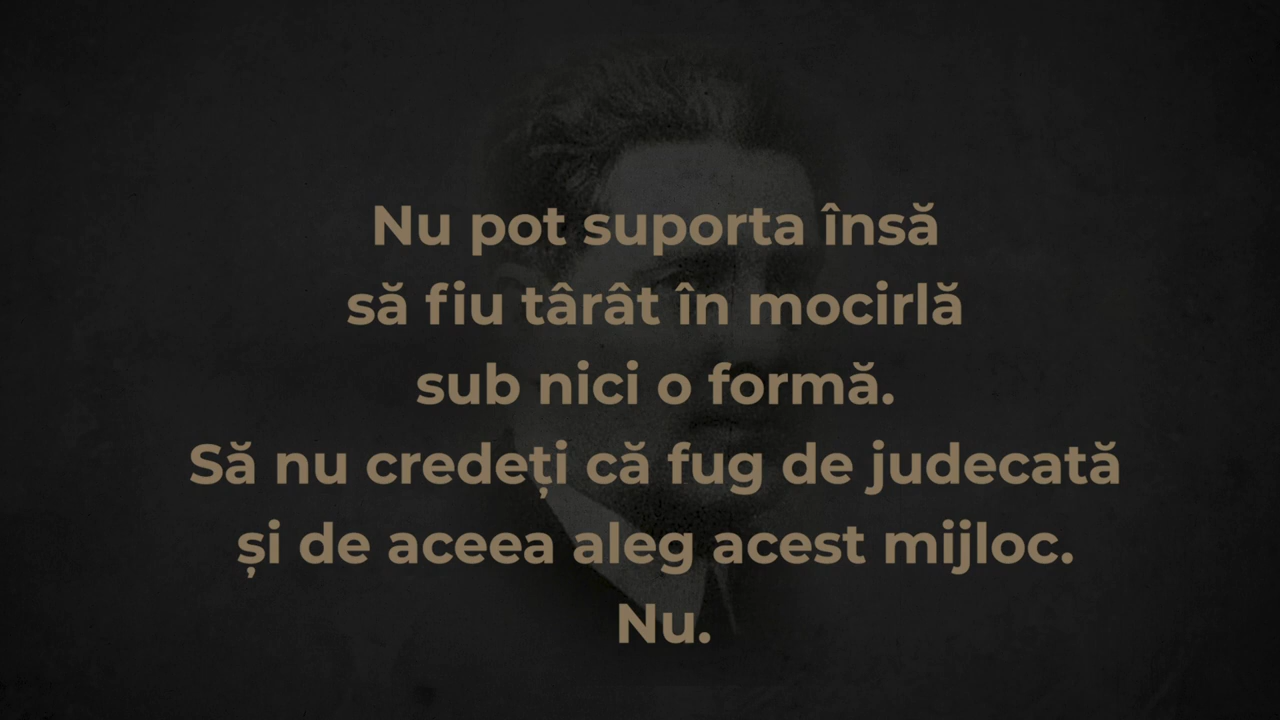 Nu pot suporta însă
să fiu târât în mocirlă
sub nici o formă.
Să nu credeți că fug de judecată
și de aceea aleg acest mijloc.
Nu.